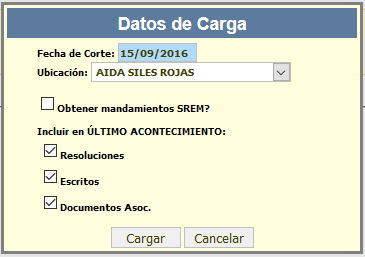 Datos de Carga
Fecha de Corte: 15/09/2016
Ubicación: AIDA SILES ROJAS
Obtener mandamientos SREM?
Incluir en ÚLTIMO ACONTECIMIENTO:
Resoluciones
Escritos
Documentos Asoc.
Cargar Cancelar